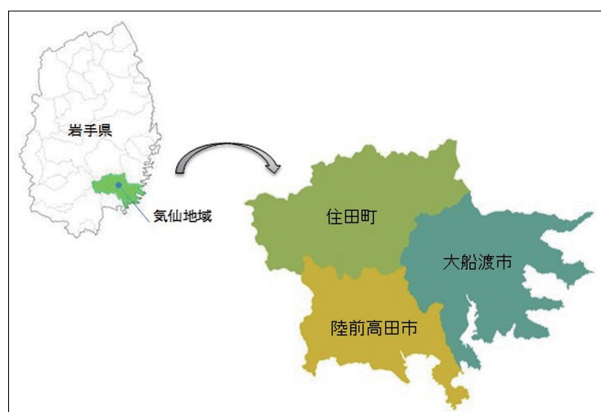 岩手県
気仙地域
住田町
大船渡市
陸前高田市